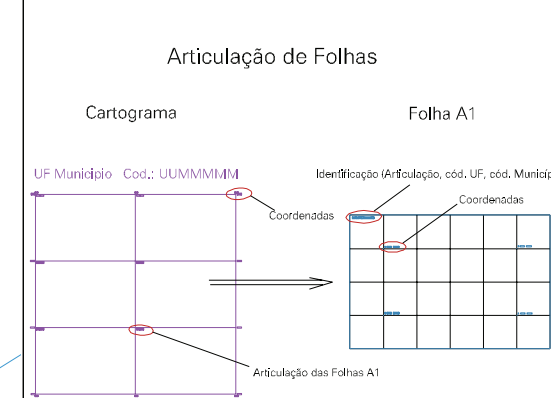 Articulação de Folhas
Cartograma
Folha A1
UF Municipio Cod.: UUMMMMM
Identificação (Articulação, cód. UF, cód. Municíp
Coordenadas
Coordenadas
Articulação das Folhas A1